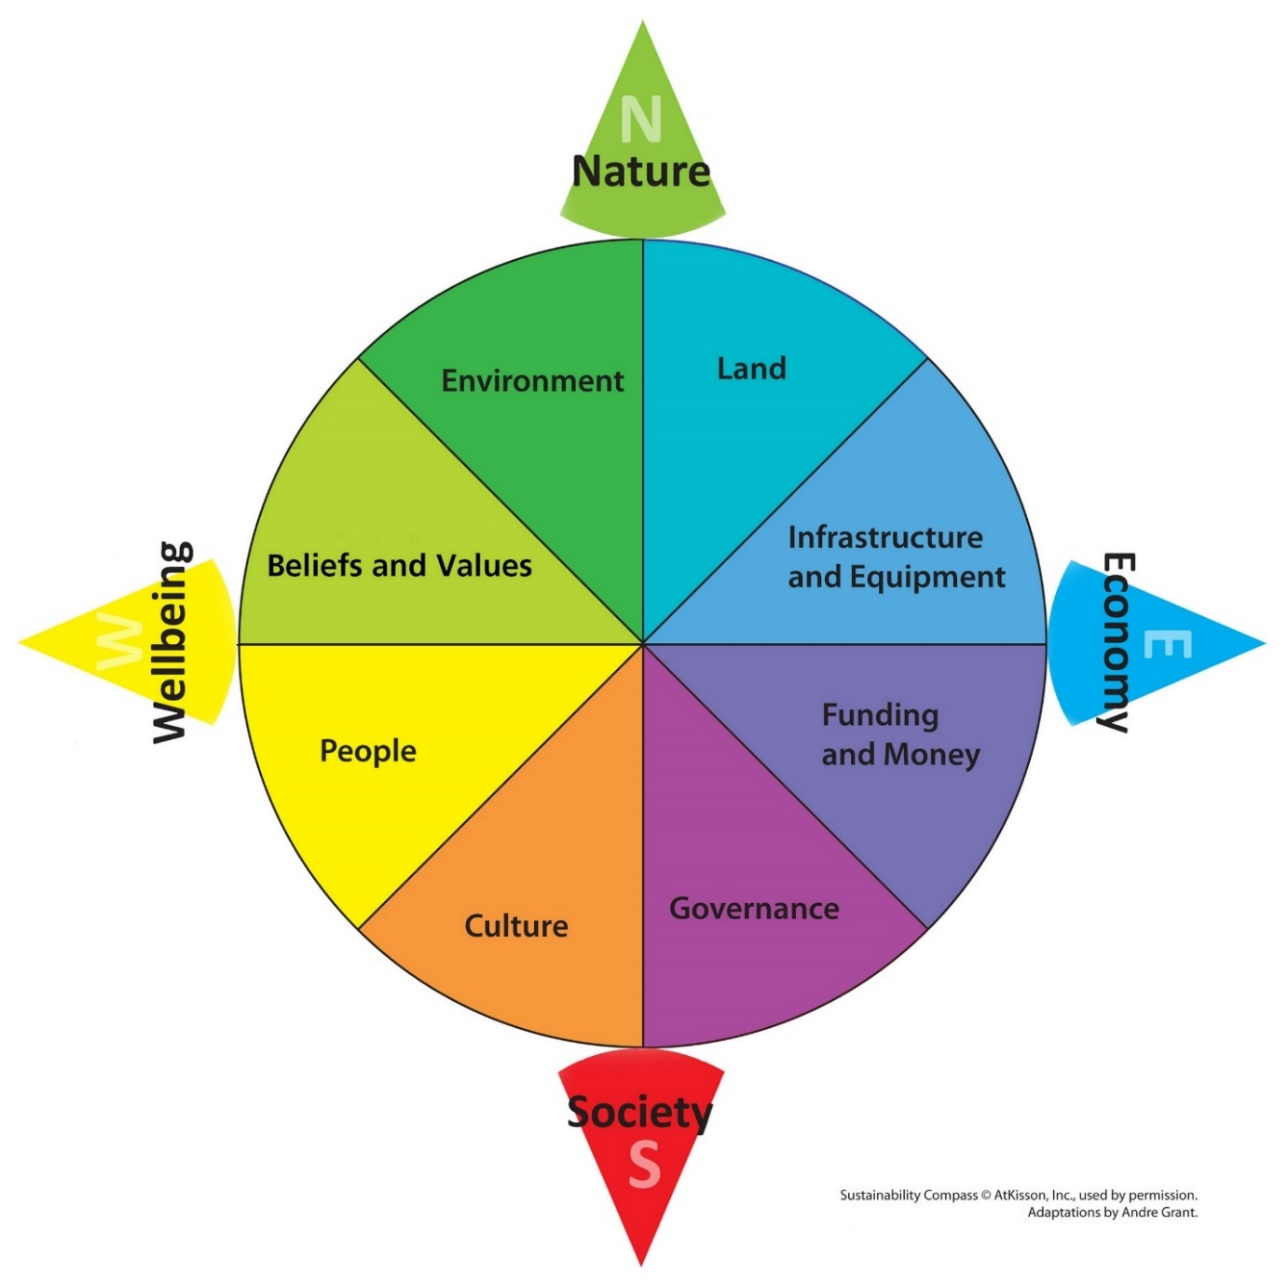 N
Nature
Environment
Land
Beliefs and Values
Infrastructure
and Equipment
W
Wellbeing
Economy
E
People
Funding
and Money
Culture
Governance
Society
S
Sustainability Compass © AtKisson, Inc., used by permission.
Adaptations by Andre Grant.